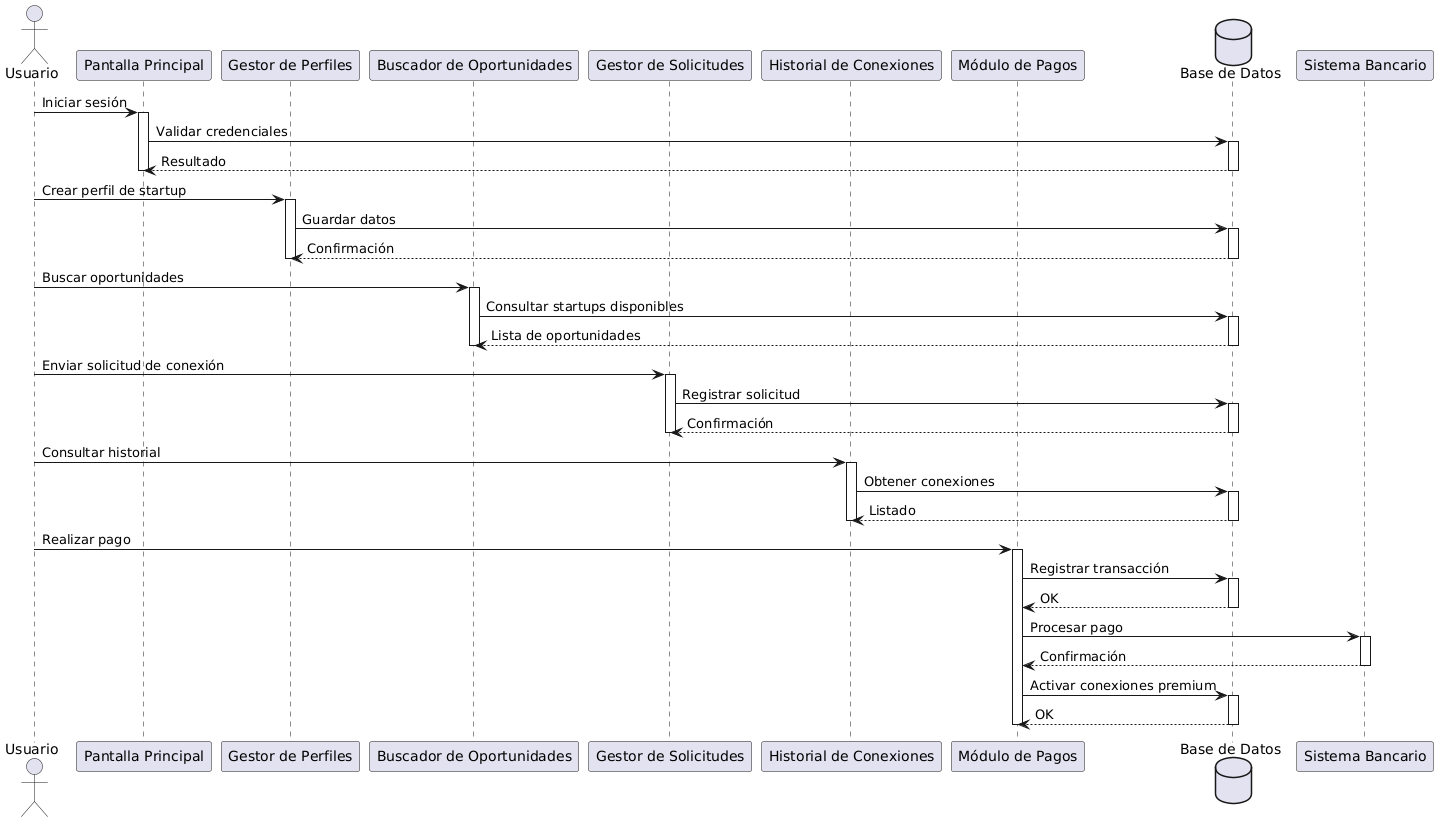 Usuario
Pantalla Principal
Gestor de Perfiles
Buscador de Oportunidades
Gestor de Solicitudes
Historial de Conexiones
Módulo de Pagos
Base de Datos
Sistema Bancario
Iniciar sesión
Validar credenciales
Resultado
Crear perfil de startup
Guardar datos
Confirmación
Buscar oportunidades
Consultar startups disponibles
Lista de oportunidades
Enviar solicitud de conexión
Registrar solicitud
Confirmación
Consultar historial
Obtener conexiones
Listado
Realizar pago
Registrar transacción
OK
Procesar pago
Confirmación
Activar conexiones premium
OK
Usuario
Pantalla Principal
Gestor de Perfiles
Buscador de Oportunidades
Gestor de Solicitudes
Historial de Conexiones
Módulo de Pagos
Base de Datos
Sistema Bancario